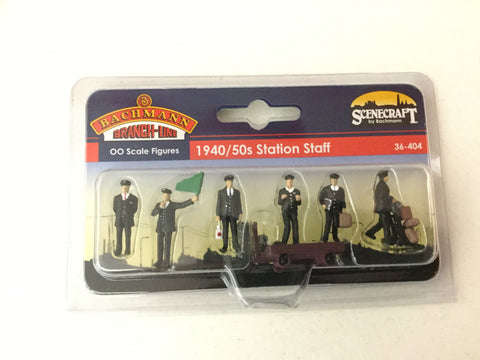 BACHMANN
BRANCH-LINE
OO Scale Figures
1940/50s Station Staff
SCENECRAFT
by Bachmann
36-404